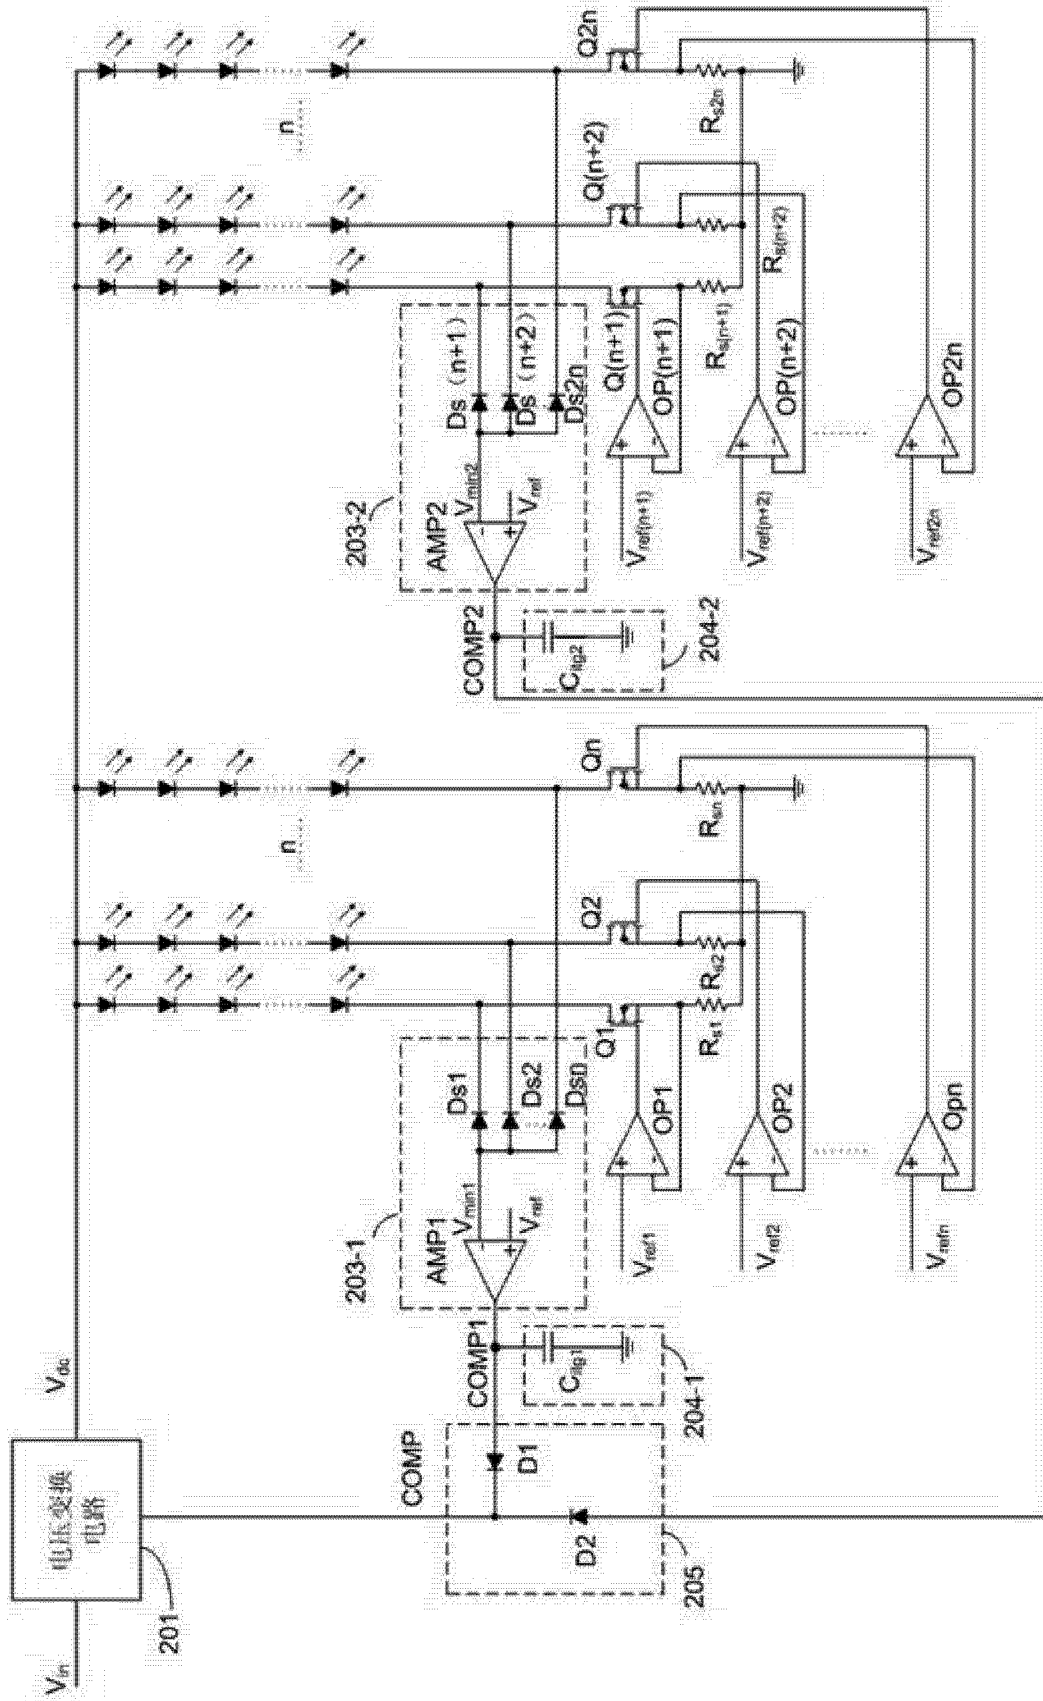 Vin
电压变换
电路
201
Vdc
COMP
D1
D2
205
COMP1
Citg1
204-1
203-1
AMP1
Vmin1
Vref
Ds1
Ds2
Dsn
n
Q1
Q2
Qn
Rs1
Rs2
Rsn
Vref1
OP1
Vref2
OP2
Vrefn
Opn
COMP2
Citg2
204-2
203-2
AMP2
Vmin2
Vref
Ds（n+1）
Ds（n+2）
Ds2n
n
Q(n+1)
Q(n+2)
Q2n
Rs(n+1)
Rs(n+2)
Rs2n
Vref(n+1)
OP(n+1)
Vref(n+2)
OP(n+2)
Vref2n
OP2n